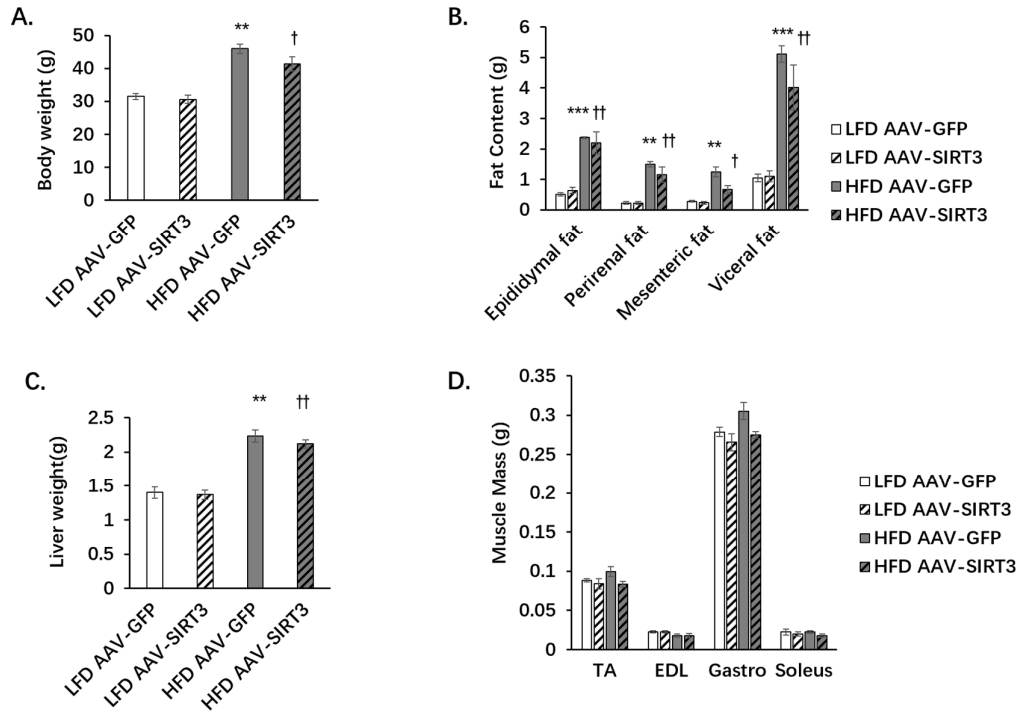 A.
Body weight (g)
60
50
40
30
20
10
0
**
†
LFD AAV-GFP
LFD AAV-SIRT3
HFD AAV-GFP
HFD AAV-SIRT3
B.
Fat Content (g)
6
5
4
3
2
1
0
***
††
**
††
**
†
***
††
Epididymal fat
Perirenal fat
Mesenteric fat
Viceral fat
LFD AAV-GFP
LFD AAV-SIRT3
HFD AAV-GFP
HFD AAV-SIRT3
C.
Liver weight(g)
2.5
2
1.5
1
0.5
0
**
††
LFD AAV-GFP
LFD AAV-SIRT3
HFD AAV-GFP
HFD AAV-SIRT3
D.
Muscle Mass (g)
0.35
0.3
0.25
0.2
0.15
0.1
0.05
0
TA
EDL
Gastro
Soleus
LFD AAV-GFP
LFD AAV-SIRT3
HFD AAV-GFP
HFD AAV-SIRT3